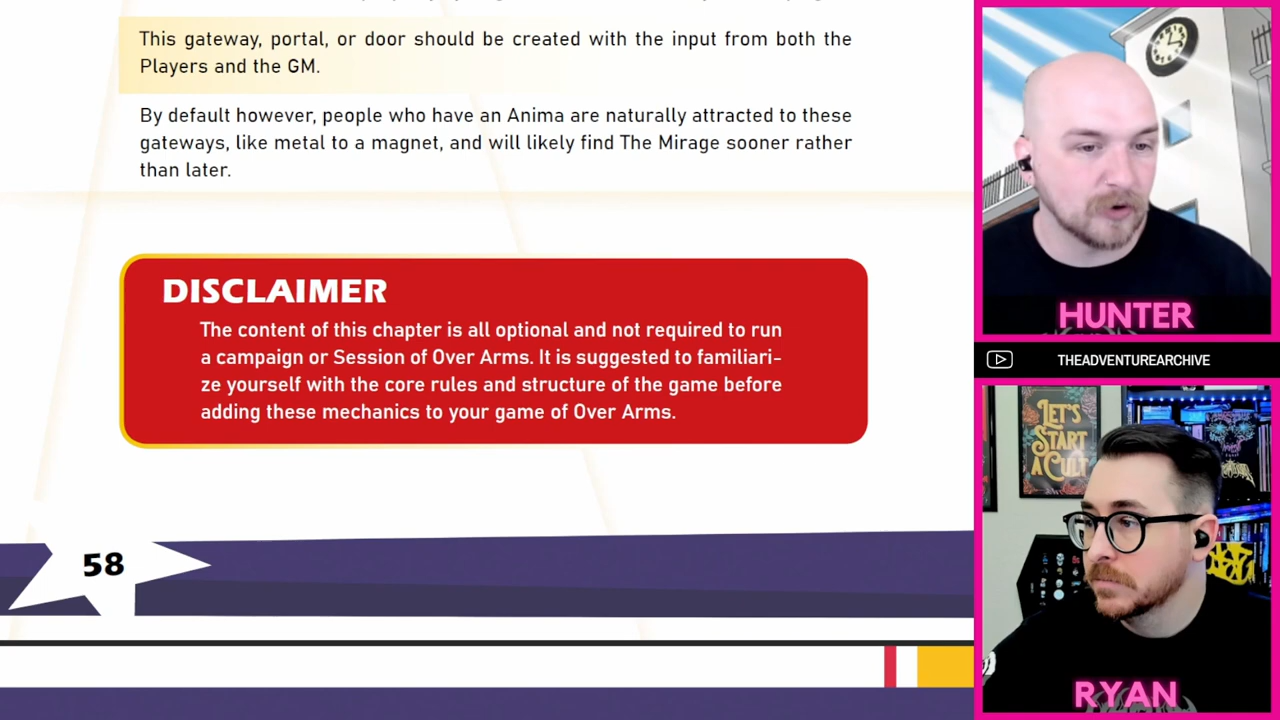 This gateway, portal, or door should be created with the input from both the
Players and the GM.
By default however, people who have an Anima are naturally attracted to these
gateways, like metal to a magnet, and will likely find The Mirage sooner rather
than later.
DISCLAIMER
The content of this chapter is all optional and not required to run
a campaign or Session of Over Arms. It is suggested to familiari-
ze yourself with the core rules and structure of the game before
adding these mechanics to your game of Over Arms.
58
HUNTER
THEADVENTUREARCHIVE
LET'S
START
A CULT
RYAN